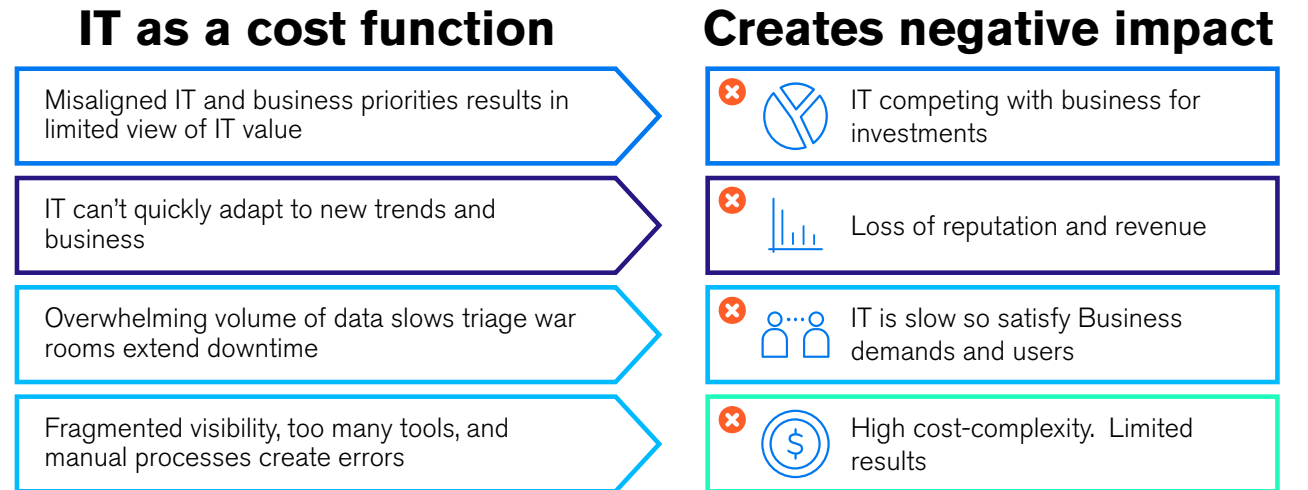 IT as a cost function
Creates negative impact
Misaligned IT and business priorities results in
limited view of IT value
IT competing with business for
investments
IT can’t quickly adapt to new trends and
business
Loss of reputation and revenue
Overwhelming volume of data slows triage war
rooms extend downtime
IT is slow so satisfy Business
demands and users
Fragmented visibility, too many tools, and
manual processes create errors
$
High cost-complexity.  Limited
results